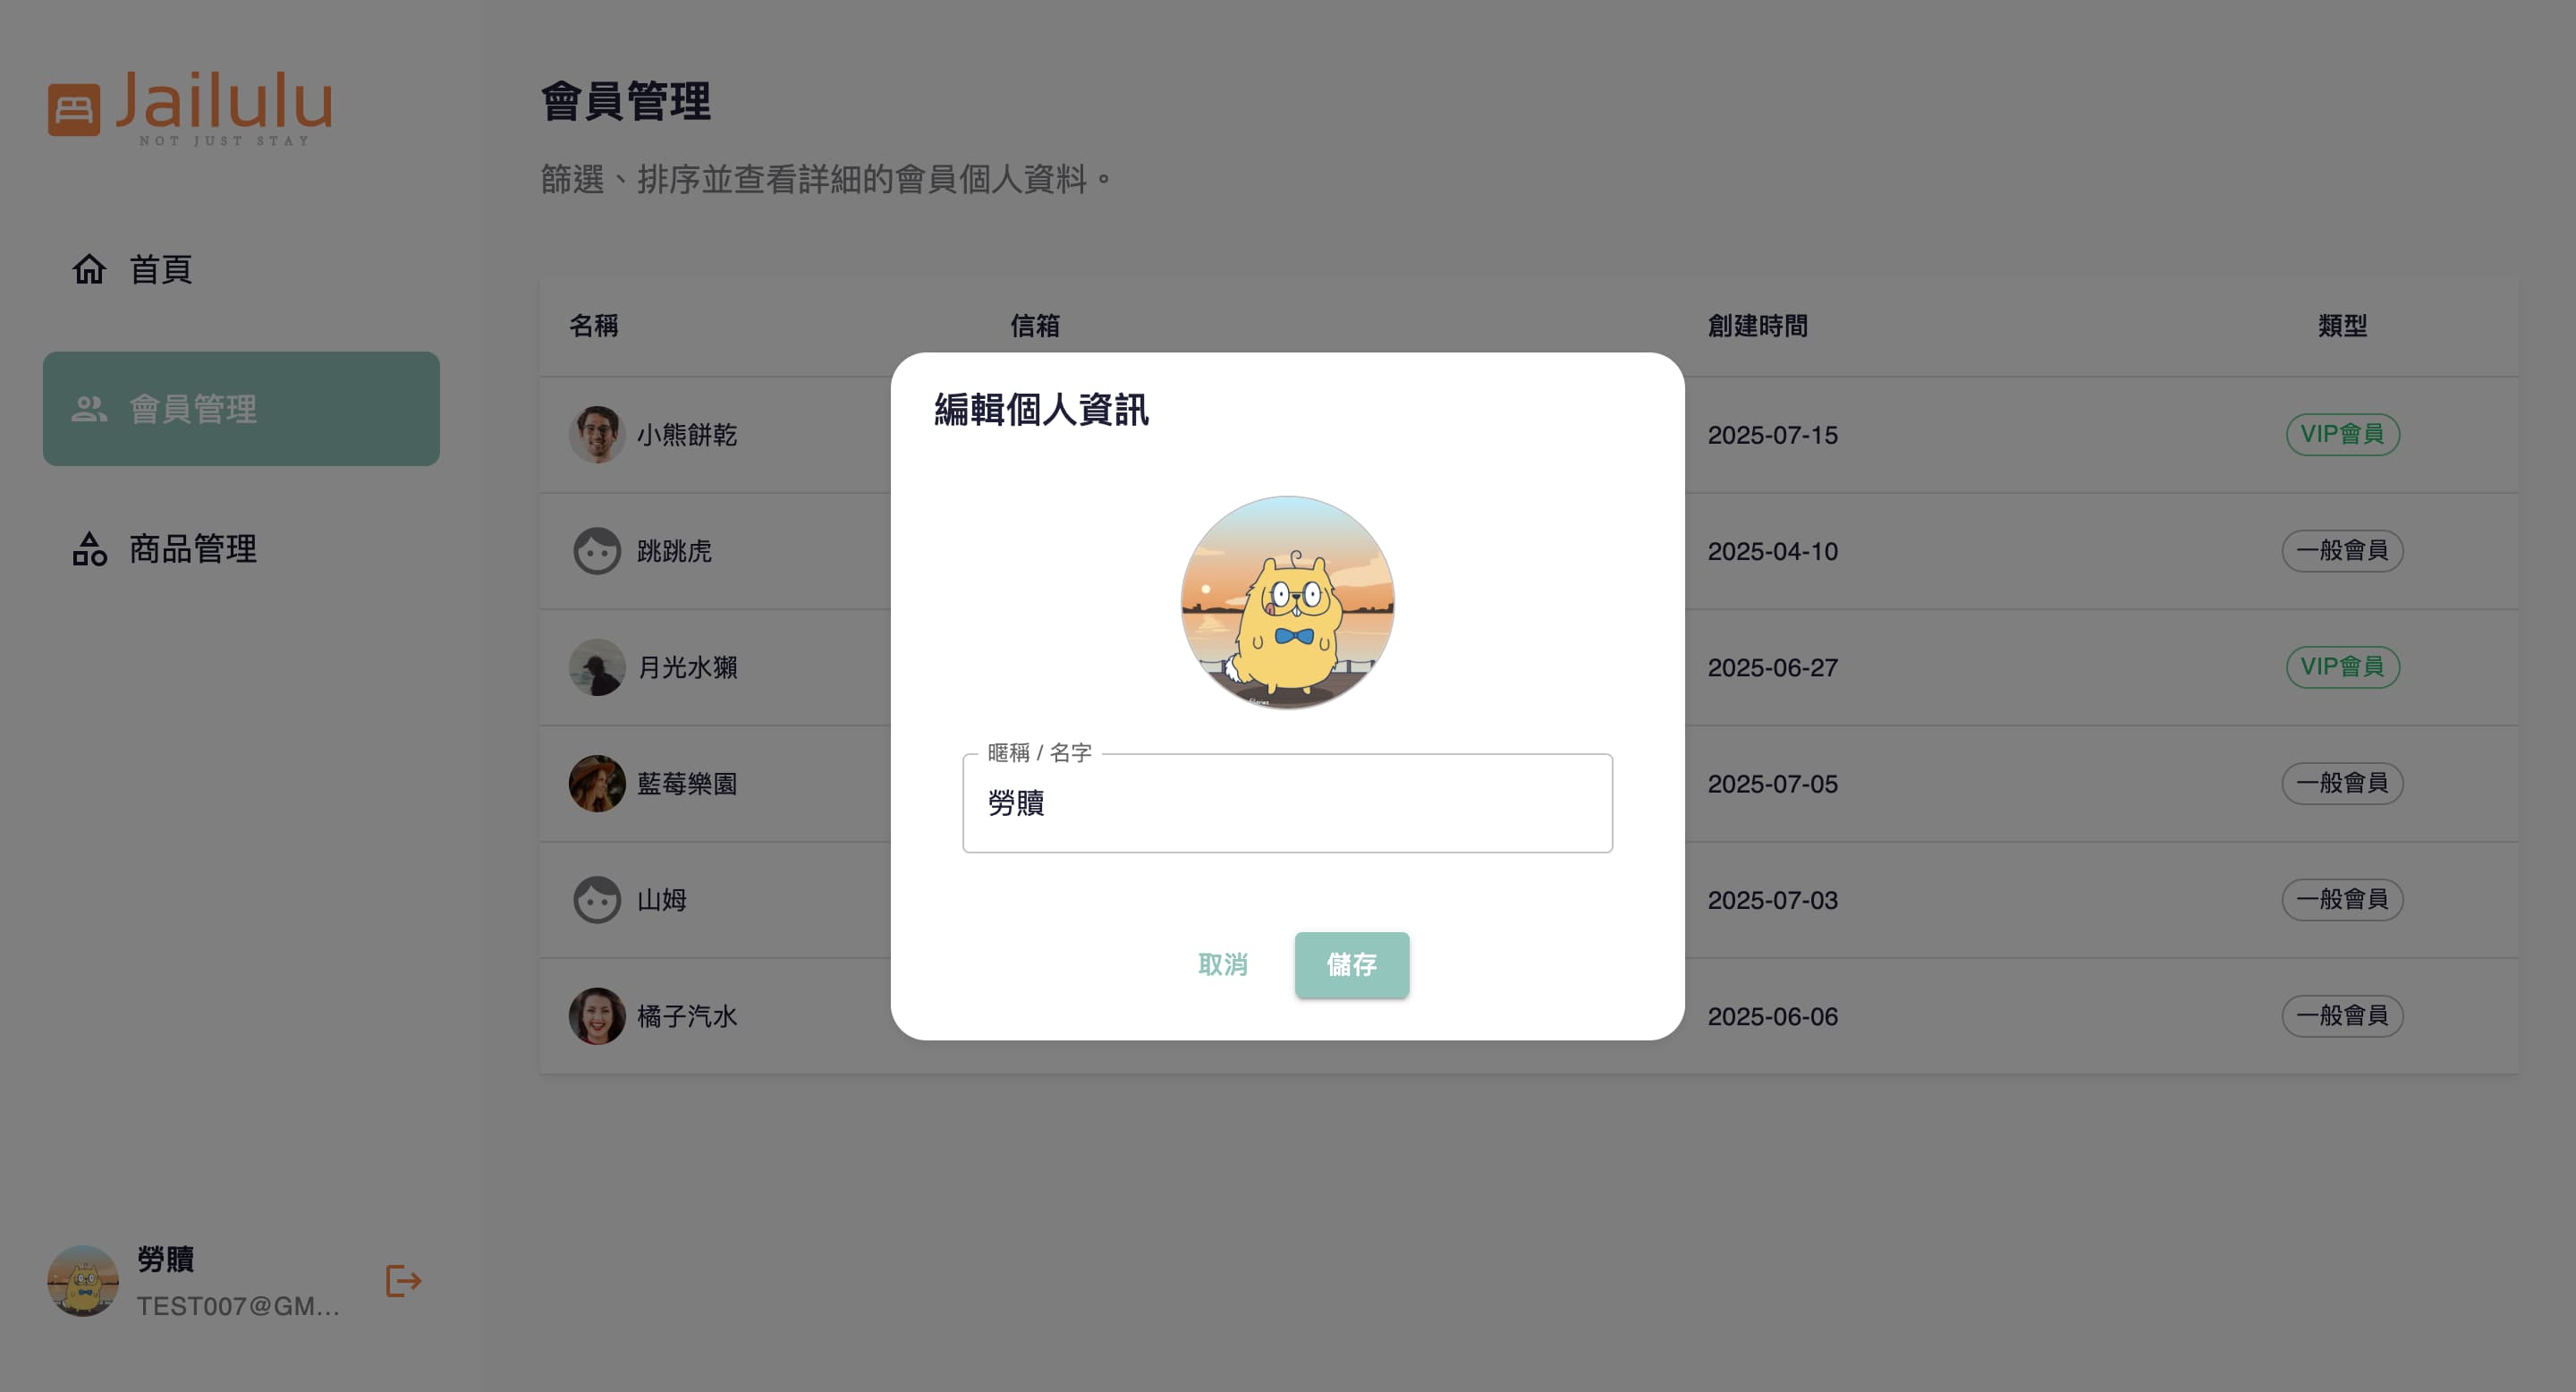 Jailulu
NOT JUST STAY
首頁
會員管理
商品管理
勞贖
TEST007@GM...
會員管理
篩選、排序並查看詳細的會員個人資料。
名稱 信箱 創建時間 類型
小熊餅乾 2025-07-15 VIP會員
跳跳虎 2025-04-10 一般會員
月光水獺 2025-06-27 VIP會員
藍莓樂園 2025-07-05 一般會員
山姆 2025-07-03 一般會員
橘子汽水 2025-06-06 一般會員
編輯個人資訊
暱稱 / 名字
勞贖
取消 儲存